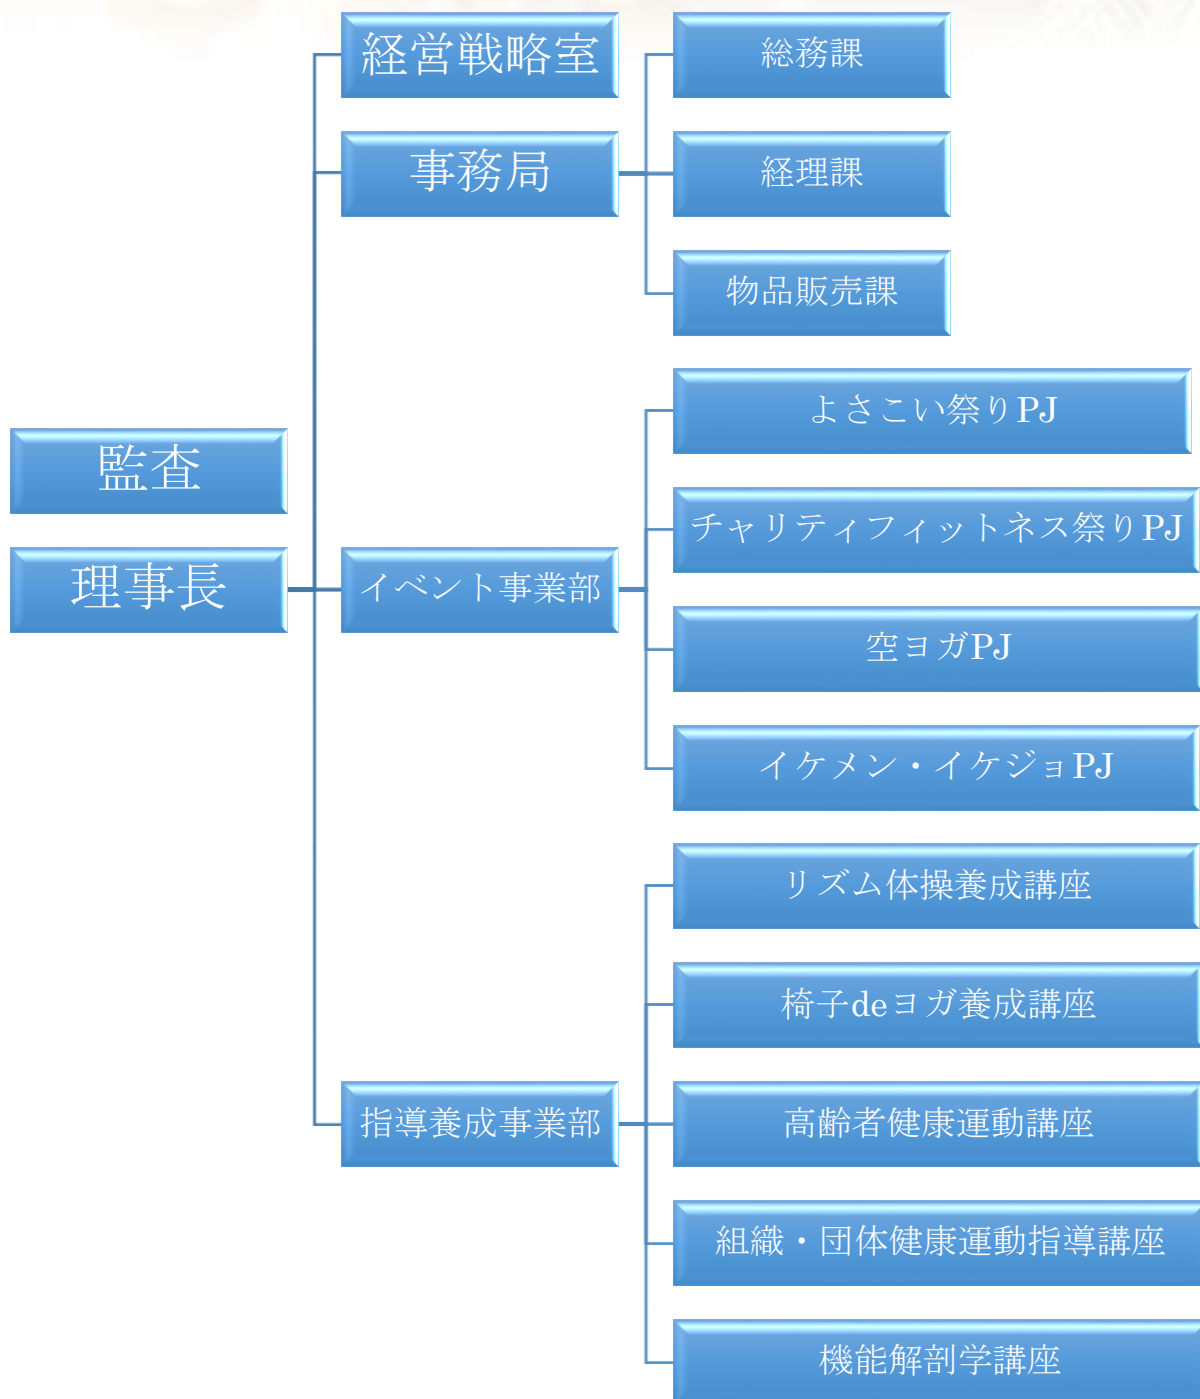 監査
理事長
経営戦略室
事務局
総務課
経理課
物品販売課
イベント事業部
よさこい祭りPJ
チャリティフィットネス祭りPJ
空ヨガPJ
イケメン・イケジョPJ
指導養成事業部
リズム体操養成講座
椅子deヨガ養成講座
高齢者健康運動講座
組織・団体健康運動指導講座
機能解剖学講座